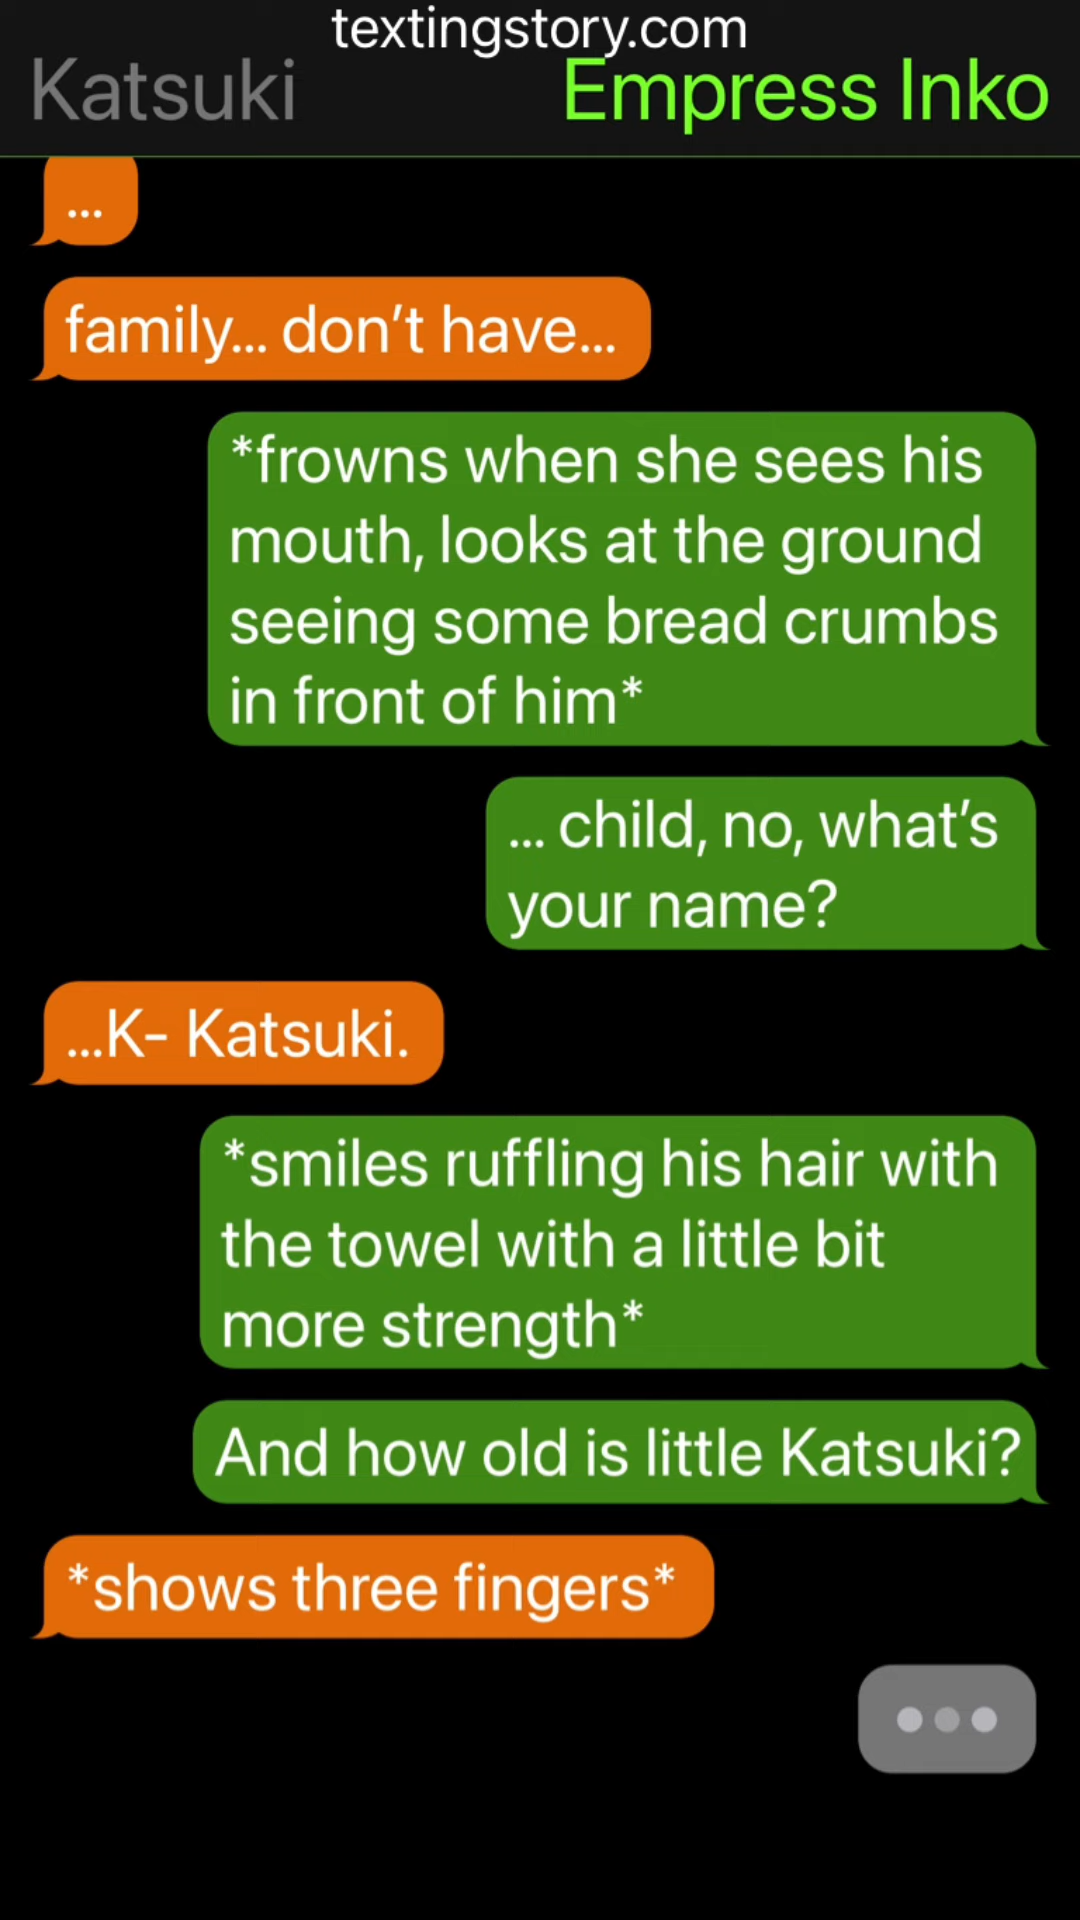 textingstory.com
Katsuki
Empress Inko
...
family... don’t have...
*frowns when she sees his
mouth, looks at the ground
seeing some bread crumbs
in front of him*
... child, no, what’s
your name?
...K- Katsuki.
*smiles ruffling his hair with
the towel with a little bit
more strength*
And how old is little Katsuki?
*shows three fingers*